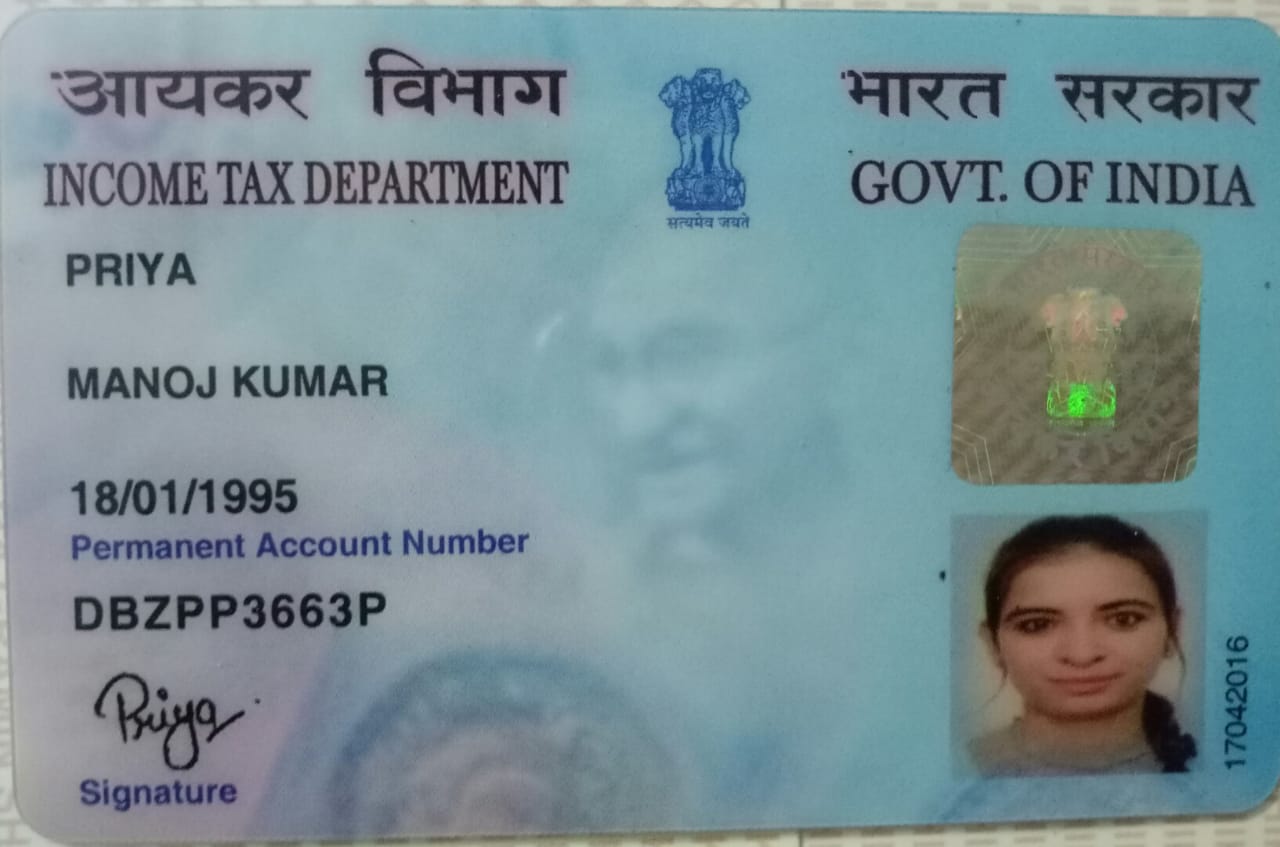 आयकर विभाग
भारत सरकार
INCOME TAX DEPARTMENT
GOVT. OF INDIA
सत्यमेव जयते
PRIYA
MANOJ KUMAR
18/01/1995
Permanent Account Number
DBZPP3663P
Priya
Signature
17042016